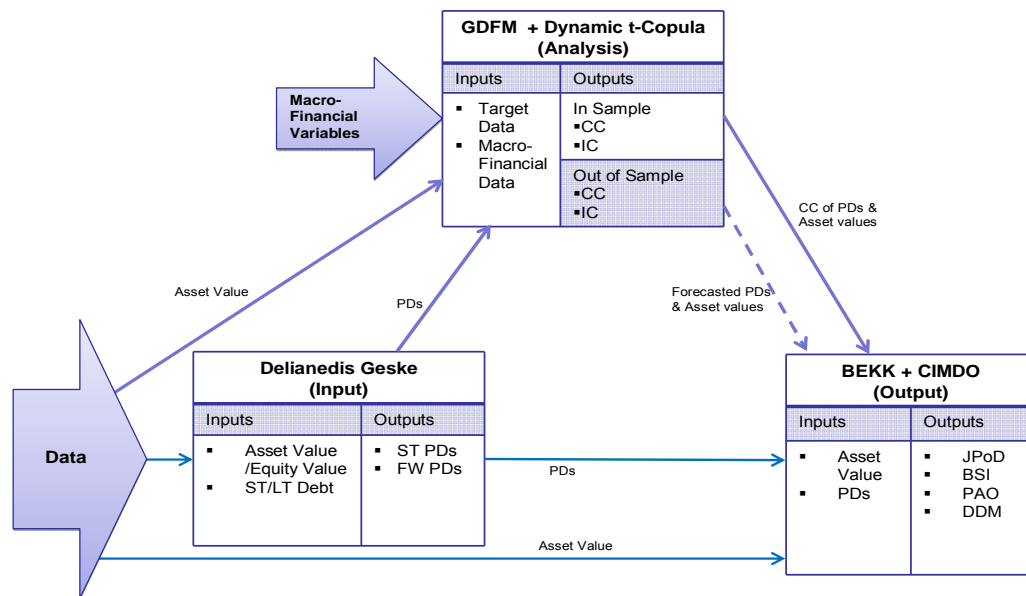 GDFM + Dynamic t-Copula
(Analysis)
Inputs
Outputs
▪ Target
Data
▪ Macro-
Financial
Data
In Sample
▪CC
▪IC
Out of Sample
▪CC
▪IC
Macro-
Financial
Variables
CC of PDs &
Asset values
Asset Value
PDs
Forecasted PDs
& Asset values
Data
Delianedis Geske
(Input)
Inputs
Outputs
▪ Asset Value
/Equity Value
▪ ST/LT Debt
▪ ST PDs
▪ FW PDs
PDs
Asset Value
BEKK + CIMDO
(Output)
Inputs
Outputs
▪ Asset
Value
▪ PDs
▪ JPoD
▪ BSI
▪ PAO
▪ DDM